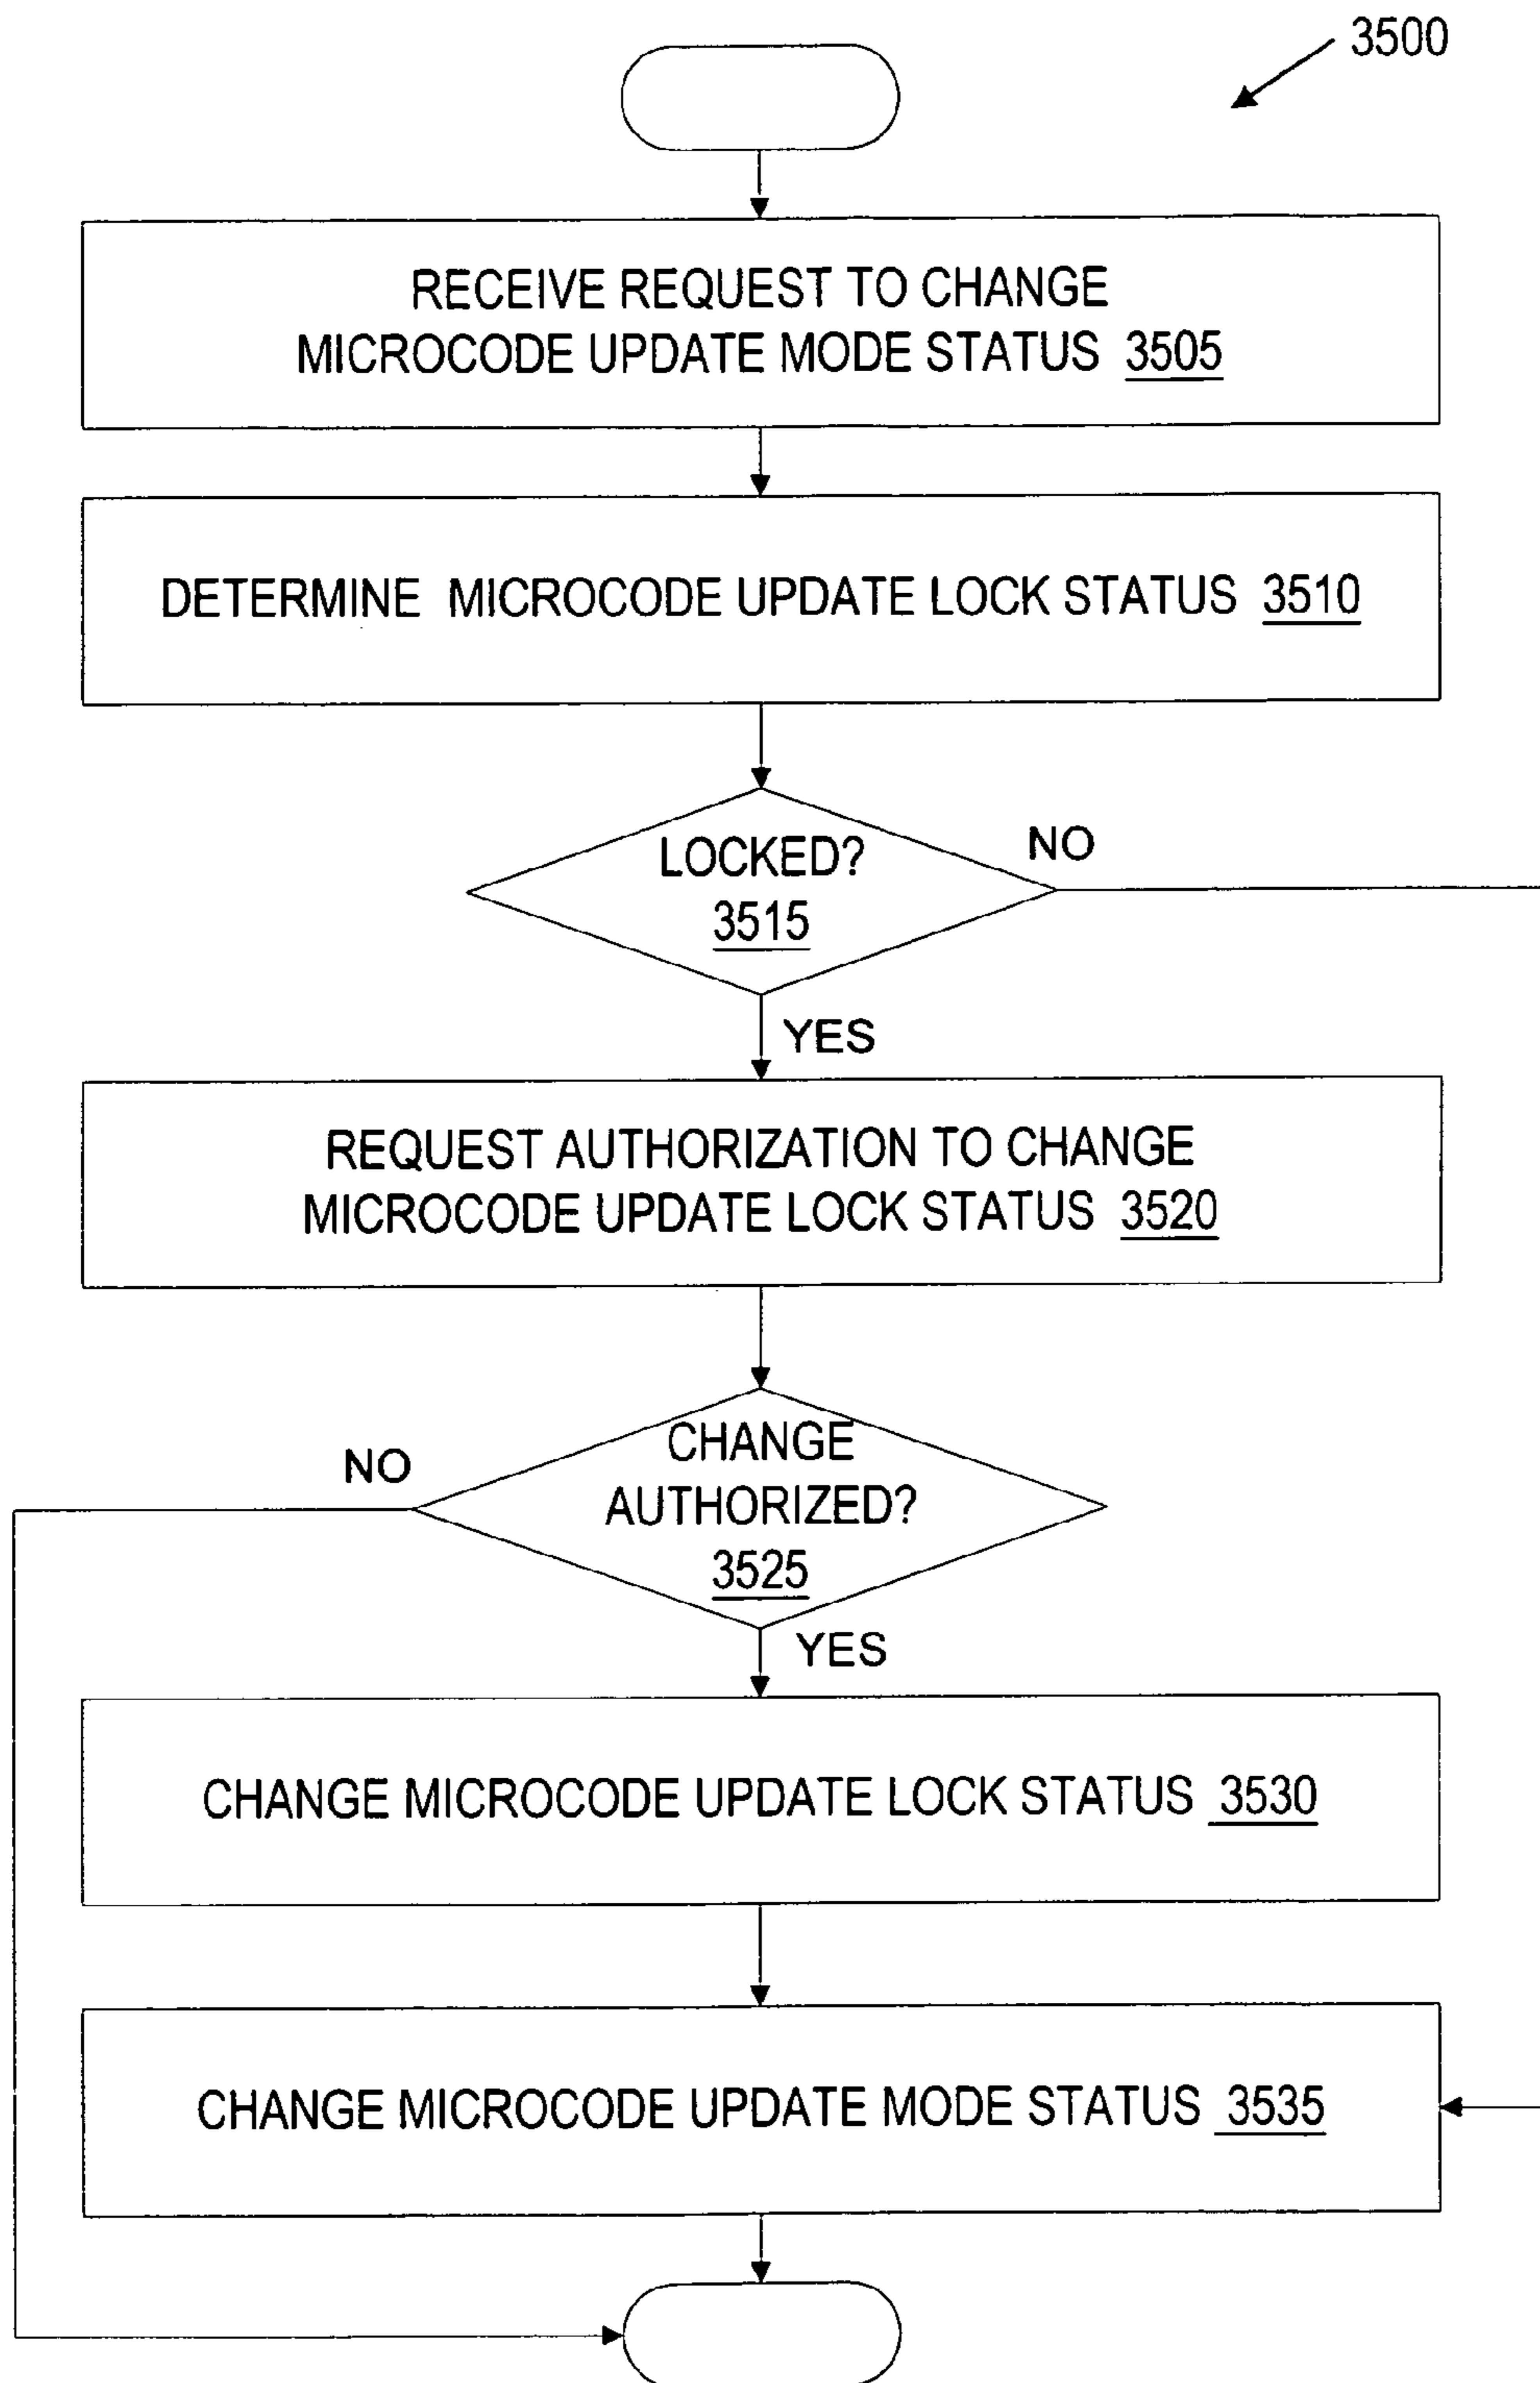 3500
RECEIVE REQUEST TO CHANGE
MICROCODE UPDATE MODE STATUS 3505
DETERMINE MICROCODE UPDATE LOCK STATUS 3510
LOCKED?
3515
NO
YES
REQUEST AUTHORIZATION TO CHANGE
MICROCODE UPDATE LOCK STATUS 3520
CHANGE
AUTHORIZED?
3525
NO
YES
CHANGE MICROCODE UPDATE LOCK STATUS 3530
CHANGE MICROCODE UPDATE MODE STATUS 3535